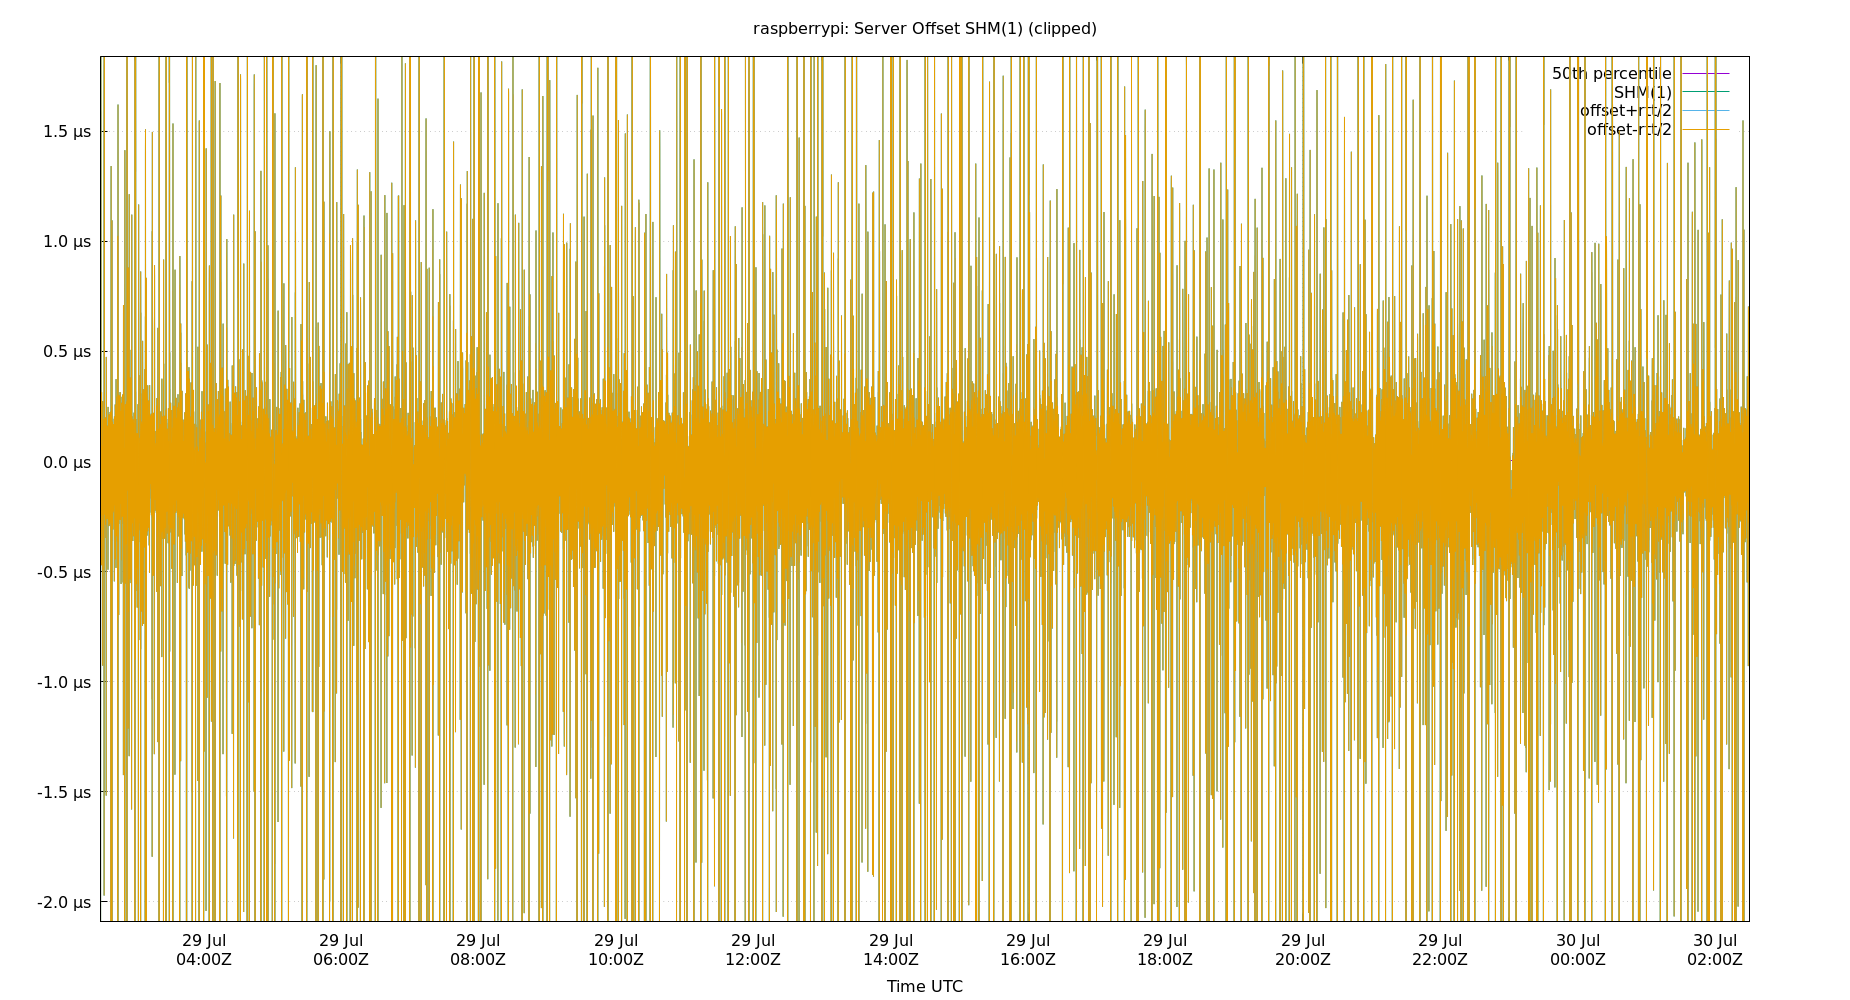 raspberrypi: Server Offset SHM(1) (clipped)
50th percentile
SHM(1)
offset+rtt/2
offset-rtt/2
1.5 µs
1.0 µs
0.5 µs
0.0 µs
-0.5 µs
-1.0 µs
-1.5 µs
-2.0 µs
29 Jul 29 Jul 29 Jul 29 Jul 29 Jul 29 Jul 29 Jul 29 Jul 29 Jul 29 Jul 30 Jul 30 Jul
04:00Z 06:00Z 08:00Z 10:00Z 12:00Z 14:00Z 16:00Z 18:00Z 20:00Z 22:00Z 00:00Z 02:00Z
Time UTC